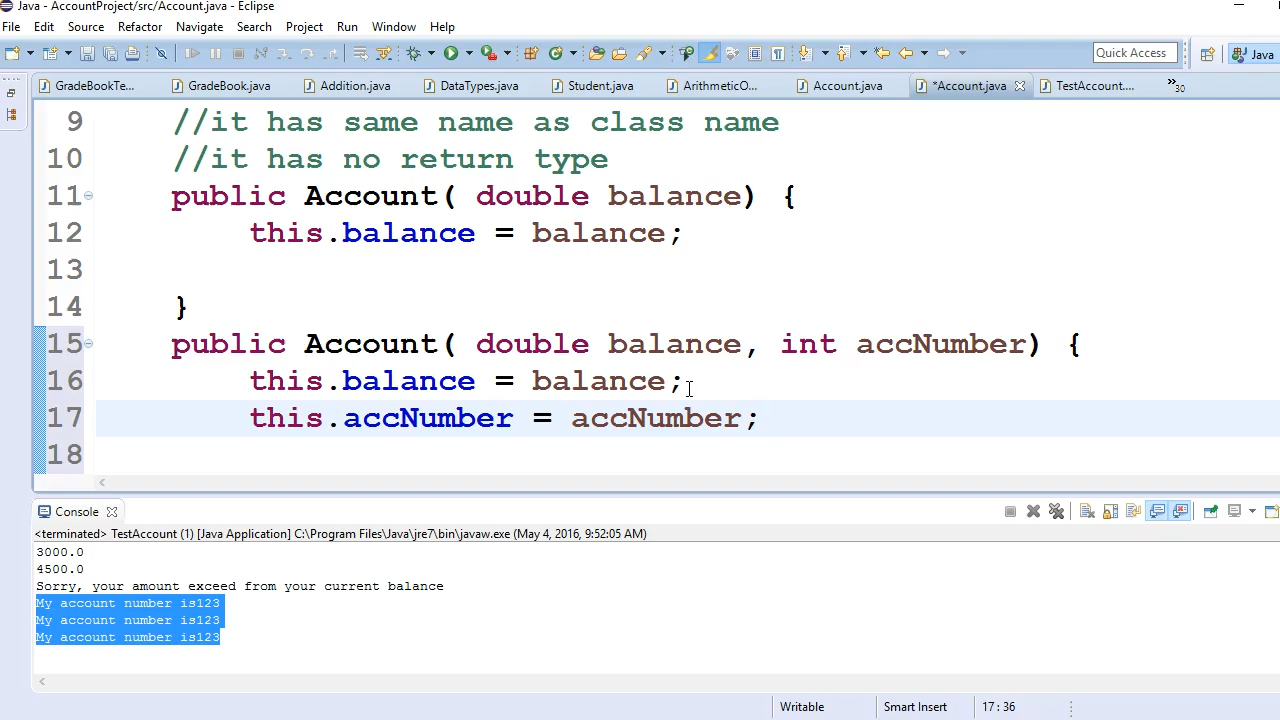 Java - AccountProject/src/Account.java - Eclipse
File Edit Source Refactor Navigate Search Project Run Window Help
Quick Access Java
GradeBookTe... GradeBook.java Addition.java DataTypes.java Student.java ArithmeticO... Account.java *Account.java TestAccount.... »30
9 //it has same name as class name
10 //it has no return type
11 public Account( double balance) {
12 this.balance = balance;
13
14 }
15 public Account( double balance, int accNumber) {
16 this.balance = balance;
17 this.accNumber = accNumber;
18
Console
<terminated> TestAccount (1) [Java Application] C:\Program Files\Java\jre7\bin\javaw.exe (May 4, 2016, 9:52:05 AM)
3000.0
4500.0
Sorry, your amount exceed from your current balance
My account number is123
My account number is123
My account number is123
Writable Smart Insert 17 : 36